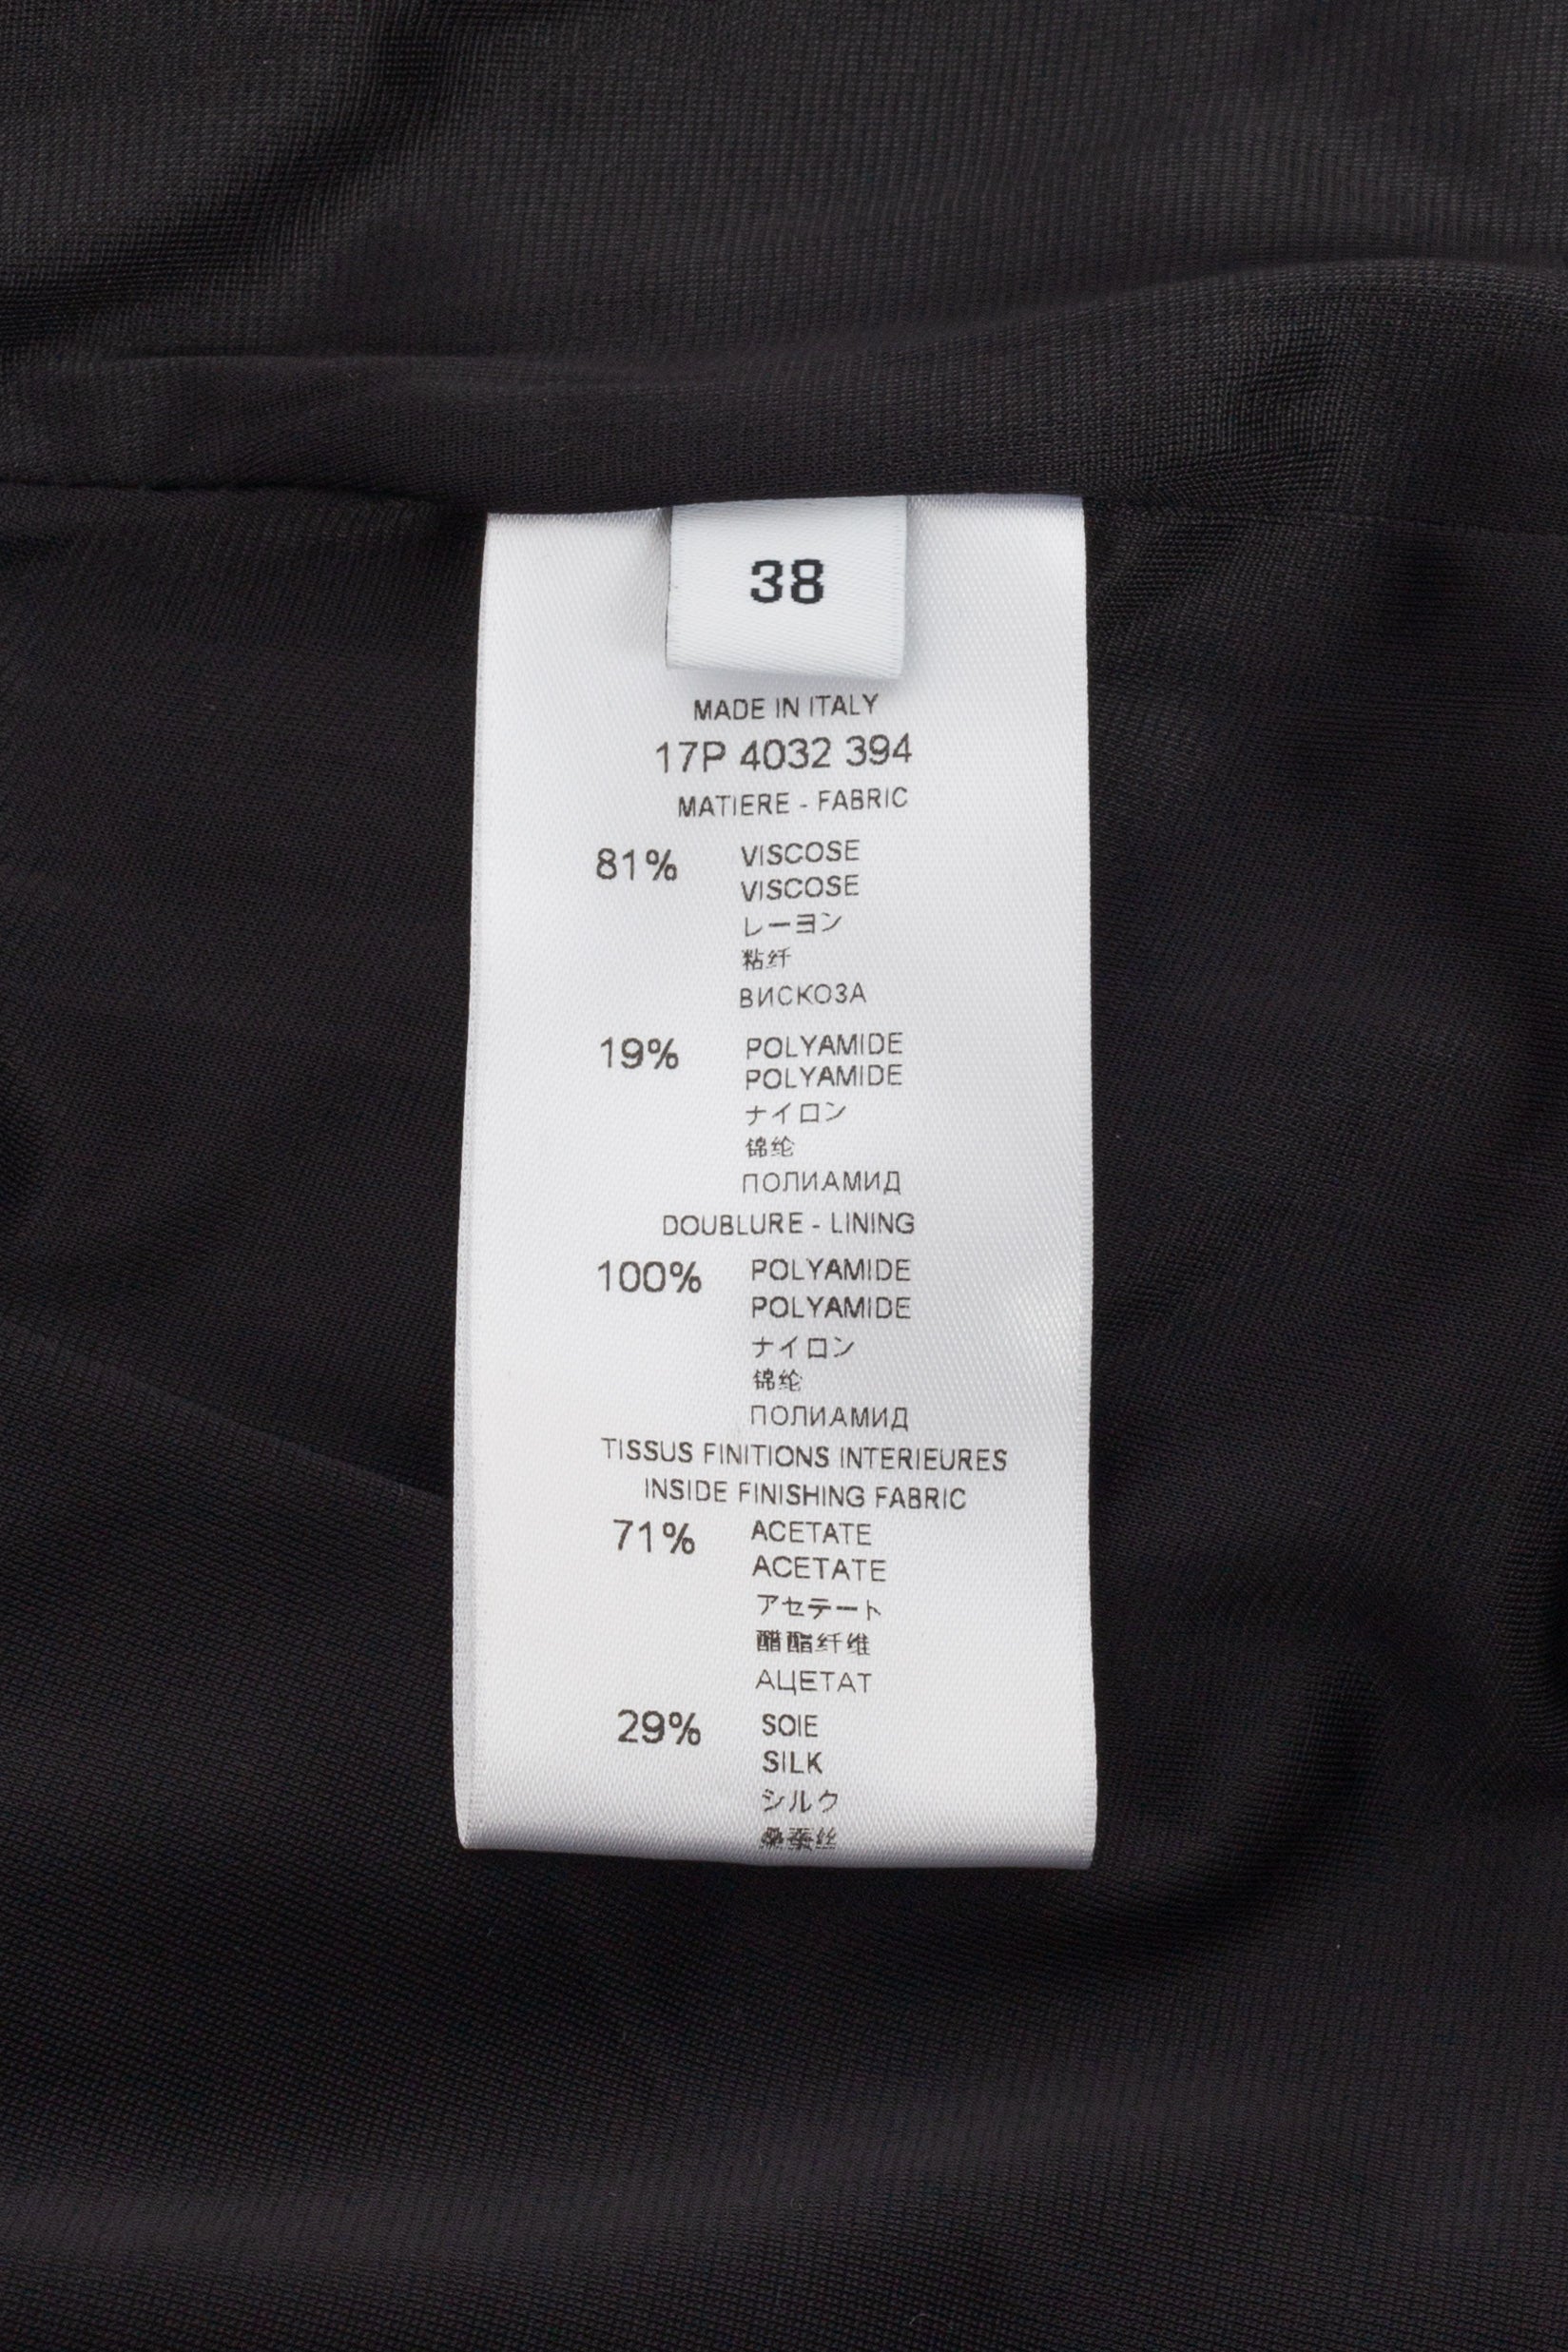 38
MADE IN ITALY
17P 4032 394
MATIERE - FABRIC
81% VISCOSE
VISCOSE
レーヨン
粘纤
ВИСКОЗА
19% POLYAMIDE
POLYAMIDE
ナイロン
锦纶
ПОЛИАМИД
DOUBLURE - LINING
100% POLYAMIDE
POLYAMIDE
ナイロン
锦纶
ПОЛИАМИД
TISSUS FINITIONS INTERIEURES
INSIDE FINISHING FABRIC
71% ACETATE
ACETATE
アセテート
醋酯纤维
АЦЕТАТ
29% SOIE
SILK
シルク
桑蚕丝